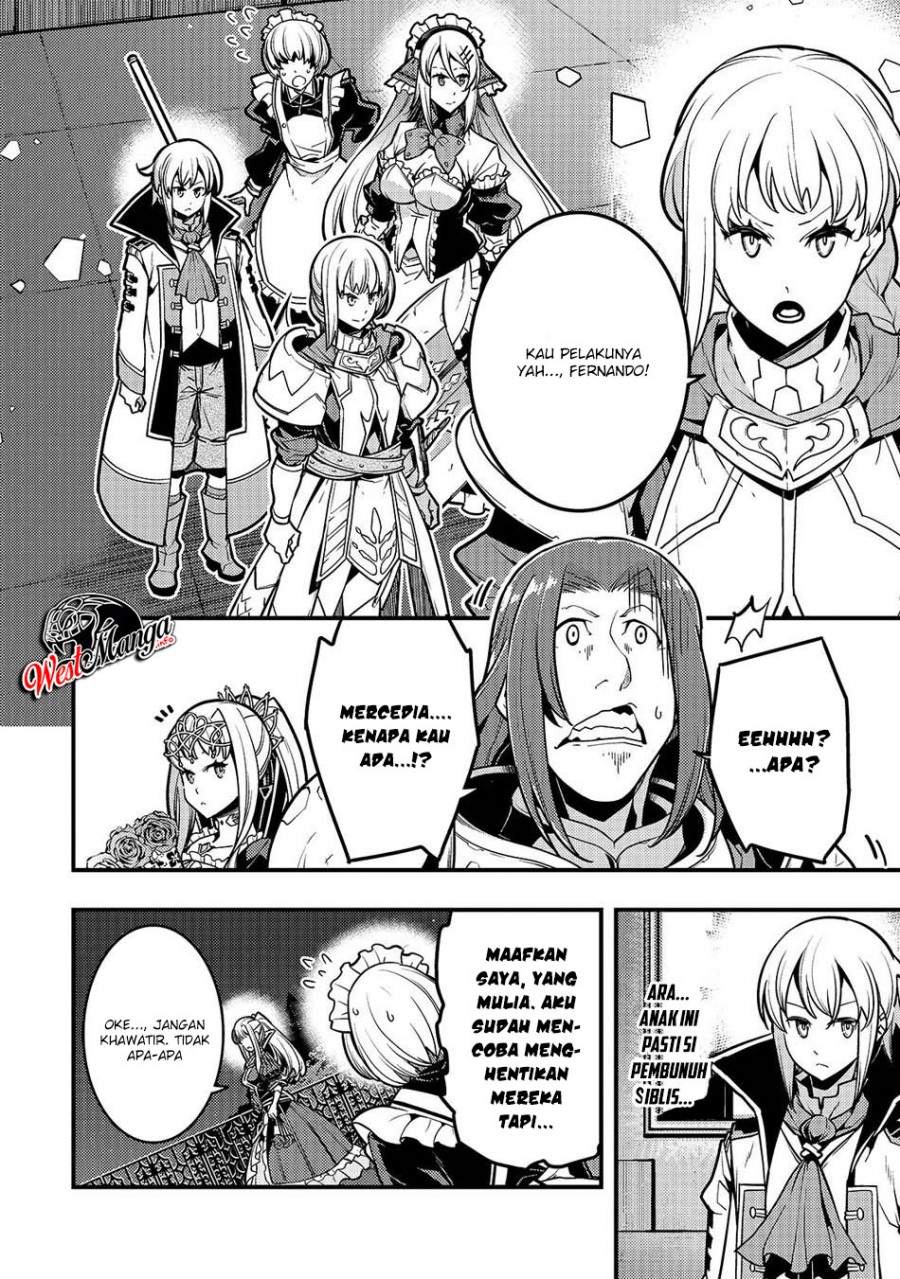 KAU PELAKUNYA
YAH..., FERNANDO!
EEHHHH?
...APA?
MERCEDIA....
KENAPA KAU
ADA...!?
WestManga
.info
ARA...
ANAK INI
PASTI SI
PEMBUNUH
SIBLIS...
MAAFKAN
SAYA, YANG
MULIA. AKU
SUDAH MEN-
COBA MENG-
HENTIKAN
MEREKA
TAPI...
OKE..., JANGAN
KHAWATIR. TIDAK
APA-APA